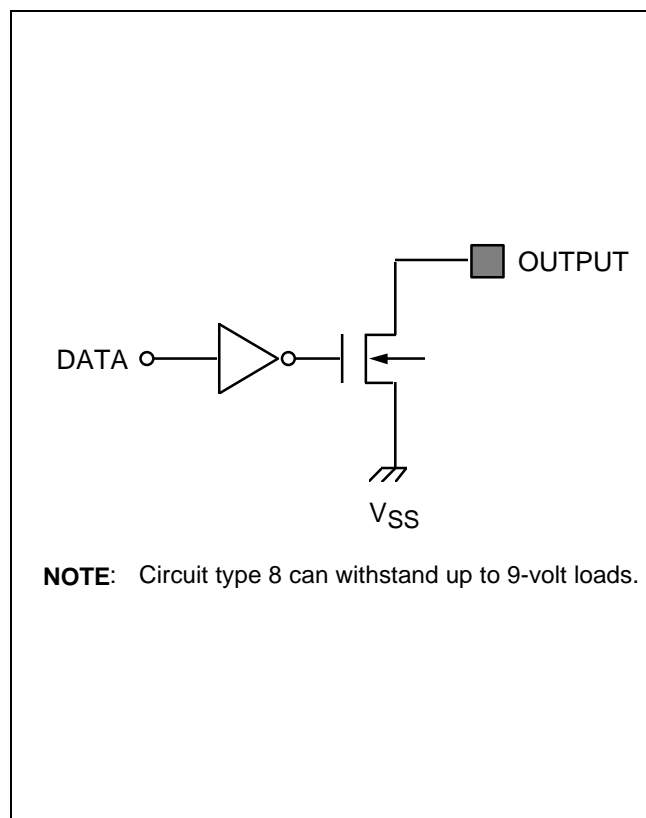 OUTPUT
DATA
VSS
NOTE: Circuit type 8 can withstand up to 9-volt loads.